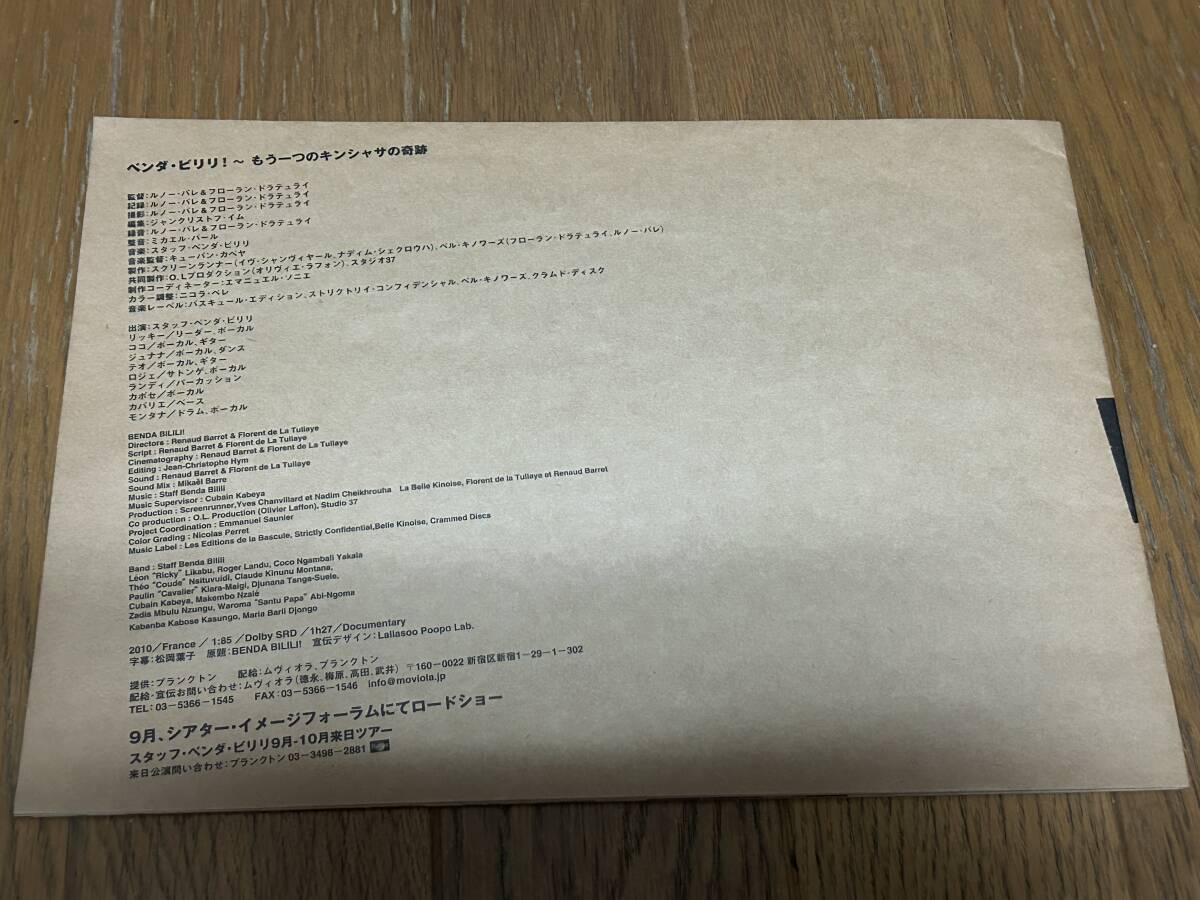 ベンダ・ビリリ！～ もう一つのキンシャサの奇跡
監督：ルノー・バレ＆フローラン・ドラテュライ
記録：ルノー・バレ＆フローラン・ドラテュライ
撮影：ルノー・バレ＆フローラン・ドラテュライ
編集：ジャンクリストフ・イム
録音：ルノー・バレ＆フローラン・ドラテュライ
整音：ミカエル・バール
音楽：スタッフ・ベンダ・ビリリ
音楽監督：キューバン・カベヤ
製作：スクリーンランナー（イヴ・シャンヴィヤール、ナディム・シェクロウハ）、ベル・キノワーズ（フローラン・ドラテュライ、ルノー・バレ）
共同製作：O.Lプロダクション（オリヴィエ・ラフォン）、スタジオ37
制作コーディネーター：エマニュエル・ソニエ
カラー調整：ニコラ・ペレ
音楽レーベル：バスキュール・エディション、ストリクトリイ・コンフィデンシャル、ベル・キノワーズ、クラムド・ディスク
出演：スタッフ・ベンダ・ビリリ
リッキー／リーダー、ボーカル
ココ／ボーカル、ギター
ジュナナ／ボーカル、ダンス
テオ／ボーカル、ギター
ロジェ／サトンゲ、ボーカル
ランディ／パーカッション
カボセ／ボーカル
カバリエ／ベース
モンタナ／ドラム、ボーカル
BENDA BILILI!
Directors : Renaud Barret & Florent de La Tullaye
Script : Renaud Barret & Florent de La Tullaye
Cinematography : Renaud Barret & Florent de La Tullaye
Editing : Jean-Christophe Hym
Sound : Renaud Barret & Florent de La Tullaye
Sound Mix : Mikaël Barre
Music : Staff Benda Bilili
Music Supervisor : Cubain Kabeya
Production : Screenrunner,Yves Chanvillard et Nadim Cheikhrouha La Belle Kinoise, Florent de la Tullaye et Renaud Barret
Co production : O.L. Production (Olivier Laffon), Studio 37
Project Coordination : Emmanuel Saunier
Color Grading : Nicolas Perret
Music Label : Les Editions de la Bascule, Strictly Confidential,Belle Kinoise, Crammed Discs
Band : Staff Benda Bilili
Léon "Ricky" Likabu, Roger Landu, Coco Ngambali Yakala
Théo "Coude" Nsituvuidi, Claude Kinunu Montana,
Paulin "Cavalier" Kiara-Maigi, Djunana Tanga-Suele,
Cubain Kabeya, Makembo Nzalé
Zadis Mbulu Nzungu, Waroma "Santu Papa" Abi-Ngoma
Kabanba Kabose Kasungo, Maria Barli Djongo
2010／France ／ 1:85 ／Dolby SRD ／1h27／Documentary
字幕：松岡葉子 原題：BENDA BILILI! 宣伝デザイン：Lallasoo Poopo Lab.
提供：プランクトン 配給：ムヴィオラ、プランクトン
配給・宣伝お問い合わせ：ムヴィオラ（徳永、梅原、高田、武井） 〒160－0022 新宿区新宿1－29－1－302
TEL：03－5366－1545 FAX：03－5366－1546 info@moviola.jp
9月、シアター・イメージフォーラムにてロードショー
スタッフ・ベンダ・ビリリ9月-10月来日ツアー
来日公演問い合わせ：プランクトン03－3498－2881